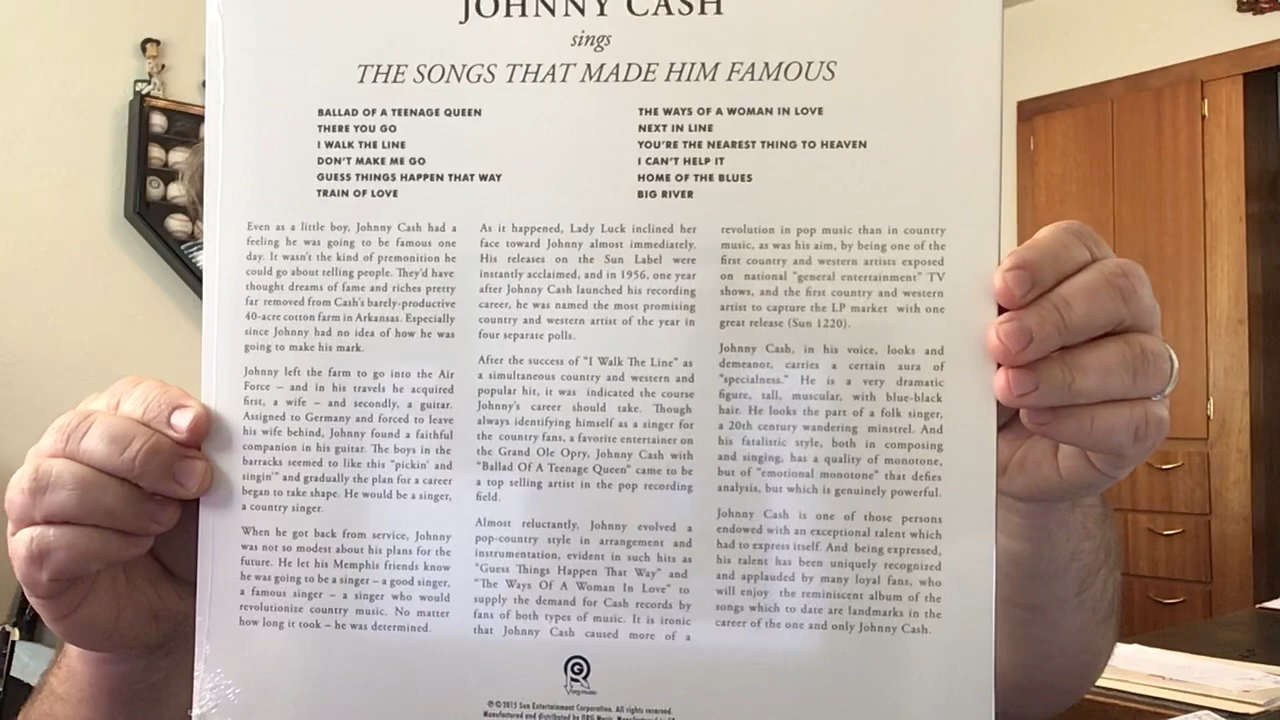 JOHNNY CASH
sings
THE SONGS THAT MADE HIM FAMOUS
BALLAD OF A TEENAGE QUEEN
THERE YOU GO
I WALK THE LINE
DON'T MAKE ME GO
GUESS THINGS HAPPEN THAT WAY
TRAIN OF LOVE
THE WAYS OF A WOMAN IN LOVE
NEXT IN LINE
YOU'RE THE NEAREST THING TO HEAVEN
I CAN'T HELP IT
HOME OF THE BLUES
BIG RIVER
Even as a little boy, Johnny Cash had a
feeling he was going to be famous one
day. It wasn't the kind of premonition he
could go about telling people. They'd have
thought dreams of fame and riches pretty
far removed from Cash's barely-productive
40-acre cotton farm in Arkansas. Especially
since Johnny had no idea of how he was
going to make his mark.
Johnny left the farm to go into the Air
Force – and in his travels he acquired
first, a wife – and secondly, a guitar.
Assigned to Germany and forced to leave
his wife behind, Johnny found a faithful
companion in his guitar. The boys in the
barracks seemed to like this "pickin' and
singin'" and gradually the plan for a career
began to take shape. He would be a singer,
a country singer.
When he got back from service, Johnny
was not so modest about his plans for the
future. He let his Memphis friends know
he was going to be a singer – a good singer,
a famous singer – a singer who would
revolutionize country music. No matter
how long it took – he was determined.
As it happened, Lady Luck inclined her
face toward Johnny almost immediately.
His releases on the Sun Label were
instantly acclaimed, and in 1956, one year
after Johnny Cash launched his recording
career, he was named the most promising
country and western artist of the year in
four separate polls.
After the success of "I Walk The Line" as
a simultaneous country and western and
popular hit, it was indicated the course
Johnny's career should take. Though
always identifying himself as a singer for
the country fans, a favorite entertainer on
the Grand Ole Opry, Johnny Cash with
"Ballad Of A Teenage Queen" came to be
a top selling artist in the pop recording
field.
Almost reluctantly, Johnny evolved a
pop-country style in arrangement and
instrumentation, evident in such hits as
"Guess Things Happen That Way" and
"The Ways Of A Woman In Love" to
supply the demand for Cash records by
fans of both types of music. It is ironic
that Johnny Cash caused more of a
revolution in pop music than in country
music, as was his aim, by being one of the
first country and western artists exposed
on national "general entertainment" TV
shows, and the first country and western
artist to capture the LP market with one
great release (Sun 1220).
Johnny Cash, in his voice, looks and
demeanor, carries a certain aura of
"specialness." He is a very dramatic
figure, tall, muscular, with blue-black
hair. He looks the part of a folk singer,
a 20th century wandering minstrel. And
his fatalistic style, both in composing
and singing, has a quality of monotone,
but of "emotional monotone" that defies
analysis, but which is genuinely powerful.
Johnny Cash is one of those persons
endowed with an exceptional talent which
had to express itself. And being expressed,
his talent has been uniquely recognized
and applauded by many loyal fans, who
will enjoy the reminiscent album of the
songs which to date are landmarks in the
career of the one and only Johnny Cash.
org music
℗ © 2015 Sun Entertainment Corporation. All rights reserved.
Manufactured and distributed by ORG Music.